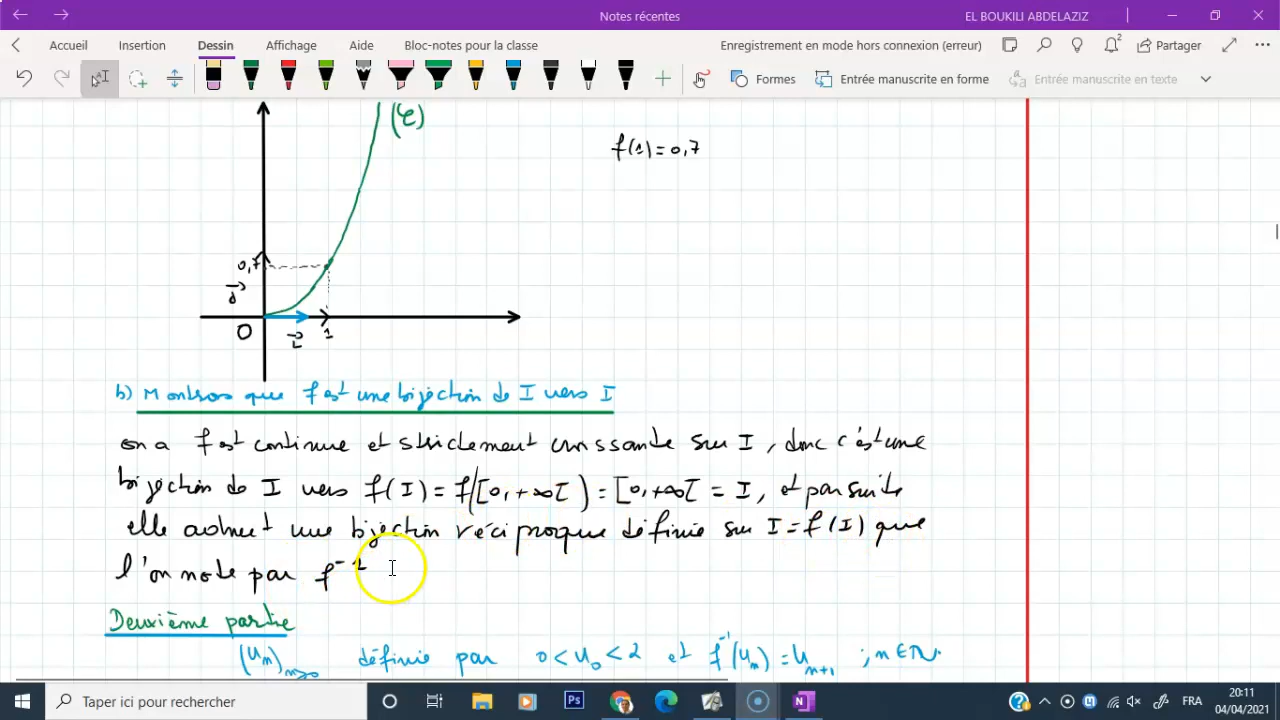 Notes récentes
EL BOUKILI ABDELAZIZ
Accueil Insertion Dessin Affichage Aide Bloc-notes pour la classe Enregistrement en mode hors connexion (erreur) Partager
Formes Entrée manuscrite en forme Entrée manuscrite en texte
(C)
f(1)=0,7
0,7
j
O i 1
b) Montrons que f est une bijection de I vers I
on a f est continue et strictement croissante sur I, donc c'est une
bijection de I vers f(I) = f([0,+∞[) = [0,+∞[ = I, et par suite
elle admet une bijection réciproque définie sur I = f(I) que
l'on note par f⁻¹
Deuxième partie
(Un)n≥0 définie par 0 < U0 < 2 et f⁻¹(Un) = Un+1 ; n ∈ ℕ.
Taper ici pour rechercher
FRA
20:11
04/04/2021